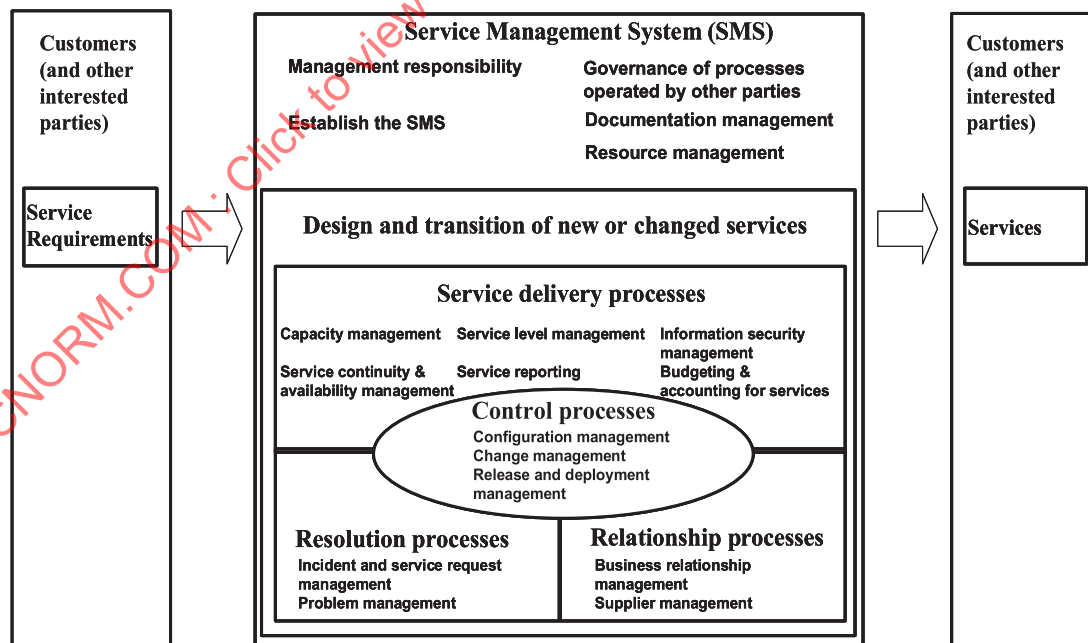 Customers
(and other
interested
parties)
Service
Requirements
Service Management System (SMS)
Management responsibility
Establish the SMS
Governance of processes
operated by other parties
Documentation management
Resource management
Design and transition of new or changed services
Service delivery processes
Capacity management
Service level management
Information security
management
Service continuity &
availability management
Service reporting
Budgeting &
accounting for services
Control processes
Configuration management
Change management
Release and deployment
management
Resolution processes
Incident and service request
management
Problem management
Relationship processes
Business relationship
management
Supplier management
Customers
(and other
interested
parties)
Services
CNORM.COM : Click to view